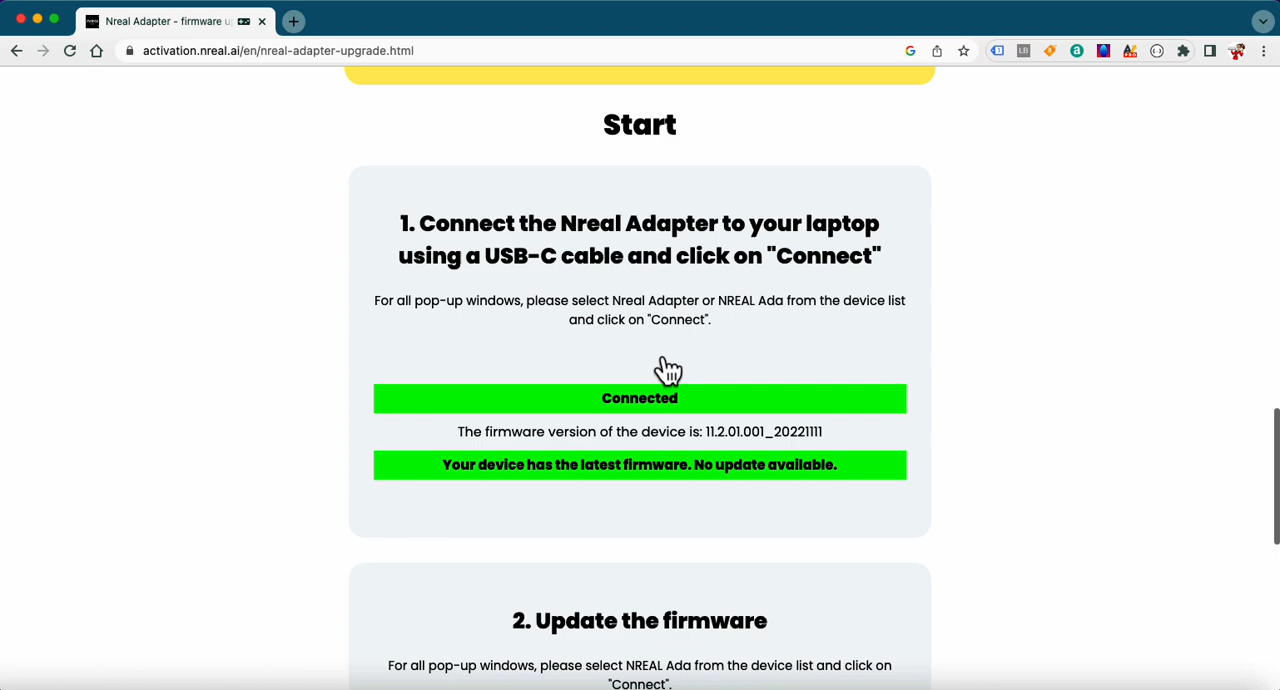 Nreal Adapter - firmware u
activation.nreal.ai/en/nreal-adapter-upgrade.html
Start
1. Connect the Nreal Adapter to your laptop
using a USB-C cable and click on "Connect"
For all pop-up windows, please select Nreal Adapter or NREAL Ada from the device list
and click on "Connect".
Connected
The firmware version of the device is: 11.2.01.001_20221111
Your device has the latest firmware. No update available.
2. Update the firmware
For all pop-up windows, please select NREAL Ada from the device list and click on
"Connect".